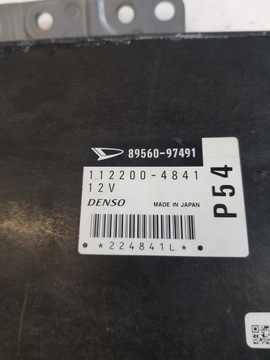 89560-97491
112200-4841
12V
DENSO MADE IN JAPAN
*224841L*
P54